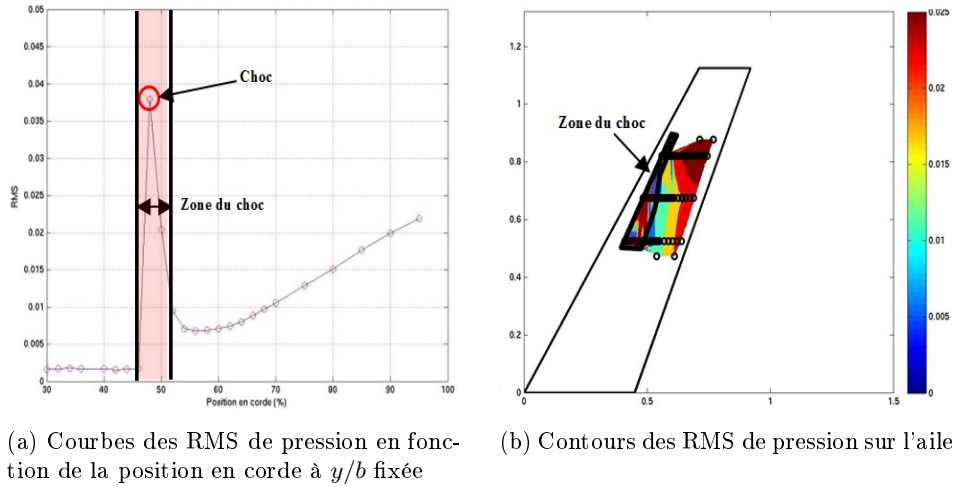 0.05
0.045
0.04
0.035
0.03
0.025
0.02
0.015
0.01
0.005
0
RMS
Choc
Zone du choc
30 40 50 60 70 80 90 100
Position en corde (%)
1.2
1
0.8
0.6
0.4
0.2
0
Zone du choc
0 0.5 1 1.5
0.025
0.02
0.015
0.01
0.005
0
(a) Courbes des RMS de pression en fonc-
tion de la position en corde à y/b fixée
(b) Contours des RMS de pression sur l'aile